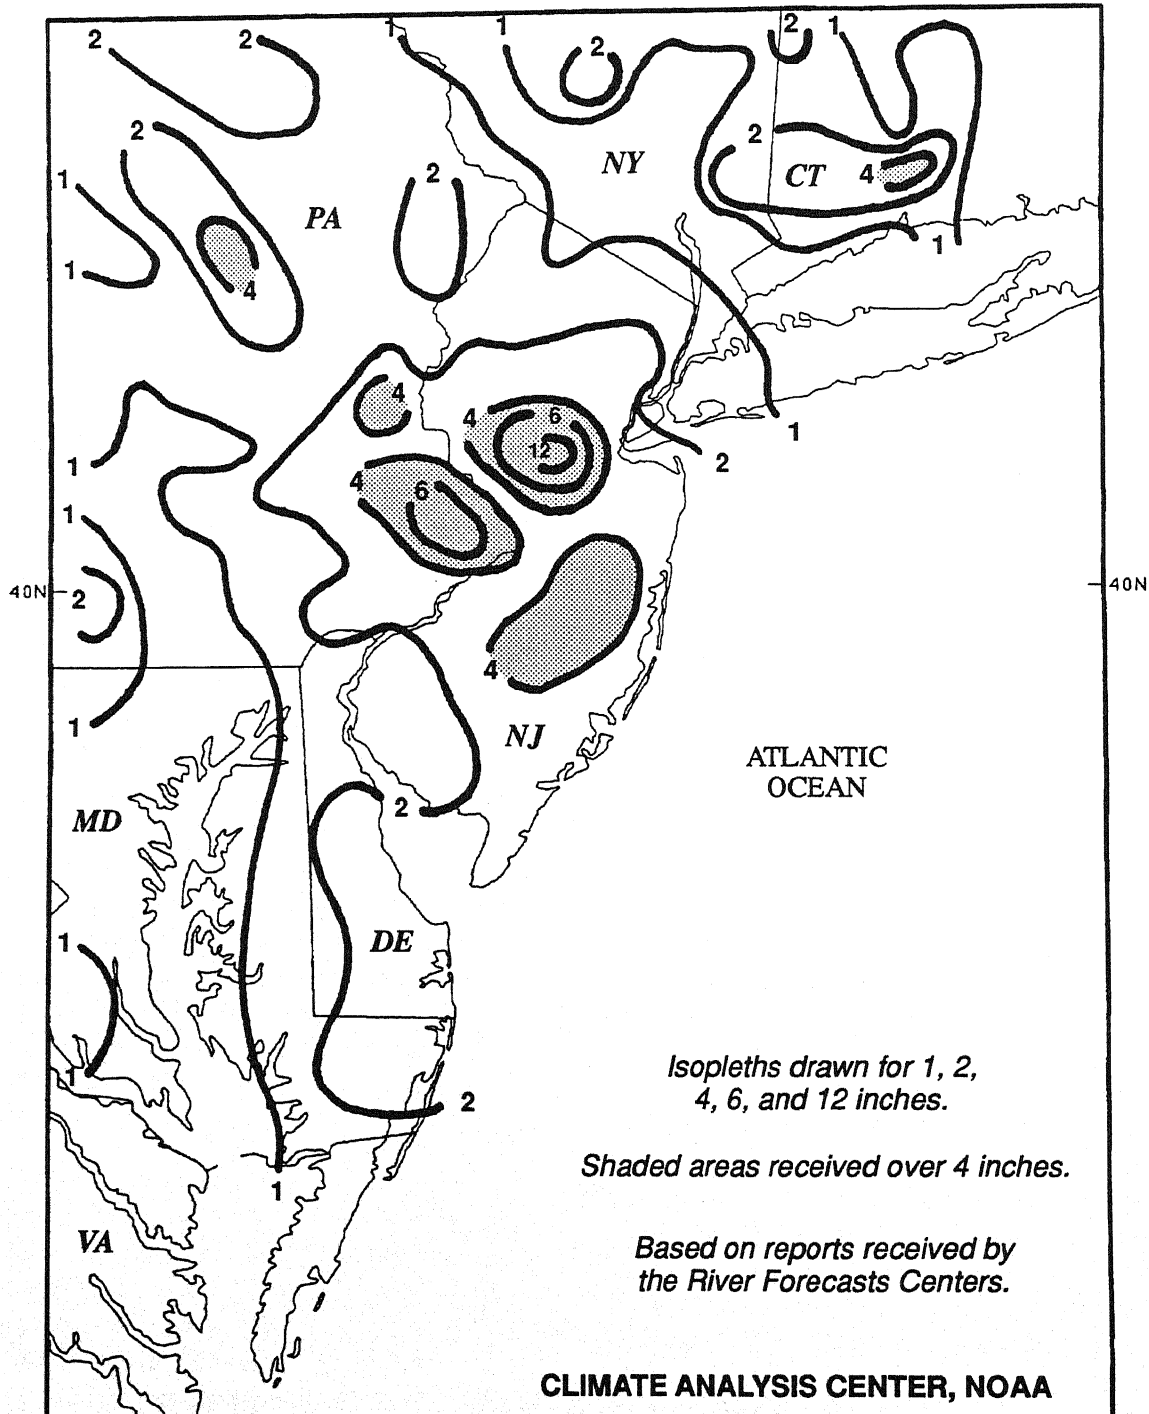 2 2 1 1 2 2 1
2 NY 2 CT 4
1 PA 2
1 4 1
4 4 6 1
1 12 2
4 6
1
40N 2 40N
4
1 NJ
ATLANTIC
OCEAN
MD 2
1 DE
Isopleths drawn for 1, 2,
4, 6, and 12 inches.
1 2
Shaded areas received over 4 inches.
1
VA
Based on reports received by
the River Forecasts Centers.
CLIMATE ANALYSIS CENTER, NOAA